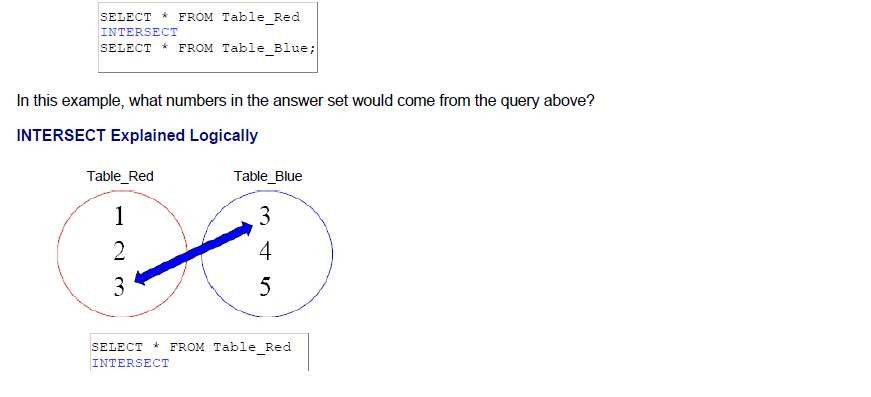 SELECT * FROM Table_Red
INTERSECT
SELECT * FROM Table_Blue;
In this example, what numbers in the answer set would come from the query above?
INTERSECT Explained Logically
Table_Red Table_Blue
1 3
2 4
3 5
SELECT * FROM Table_Red
INTERSECT